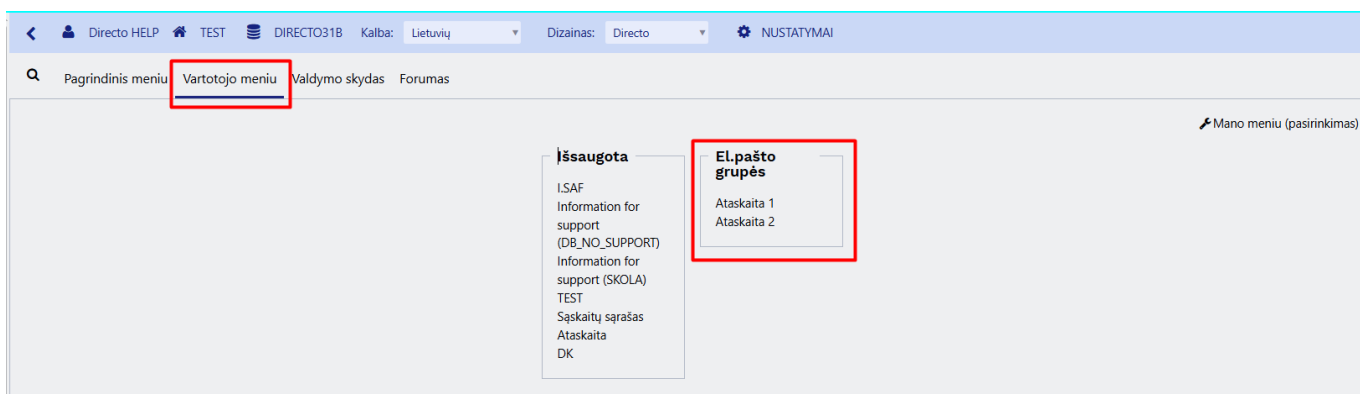 Directo HELP TEST DIRECTO31B Kalba: Lietuvių Dizainas: Directo NUSTATYMAI
Pagrindinis meniu Vartotojo meniu Valdymo skydas Forumas
Mano meniu (pasirinkimas)
Išsaugota
I.SAF
Information for
support
(DB_NO_SUPPORT)
Information for
support (SKOLA)
TEST
Sąskaitų sąrašas
Ataskaita
DK
El.pašto
grupės
Ataskaita 1
Ataskaita 2